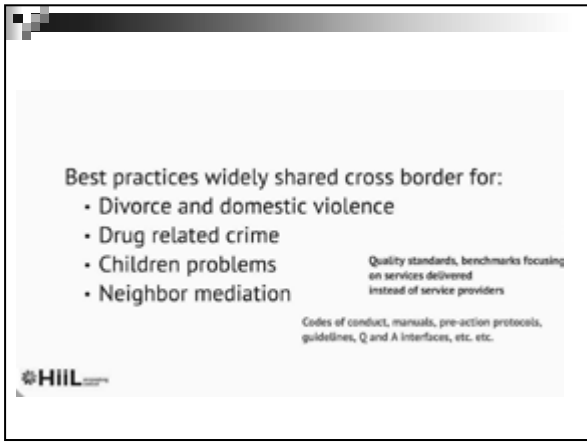 Best practices widely shared cross border for:
• Divorce and domestic violence
• Drug related crime
• Children problems
• Neighbor mediation
Quality standards, benchmarks focusing
on services delivered
instead of service providers
Codes of conduct, manuals, pre-action protocols,
guidelines, Q and A interfaces, etc. etc.
HiiL